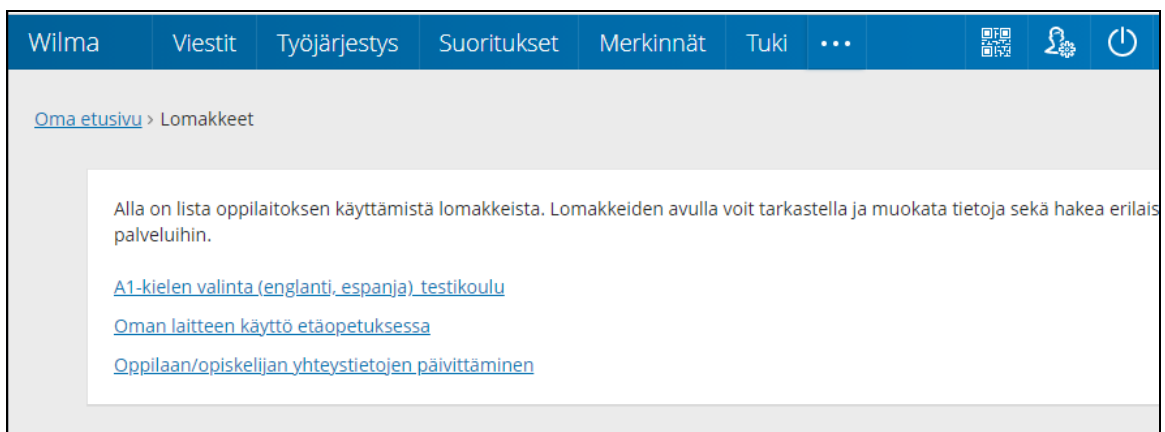 Wilma Viestit Työjärjestys Suoritukset Merkinnät Tuki ...
Oma etusivu > Lomakkeet
Alla on lista oppilaitoksen käyttämistä lomakkeista. Lomakkeiden avulla voit tarkastella ja muokata tietoja sekä hakea erilais
palveluihin.
A1-kielen valinta (englanti, espanja)_testikoulu
Oman laitteen käyttö etäopetuksessa
Oppilaan/opiskelijan yhteystietojen päivittäminen